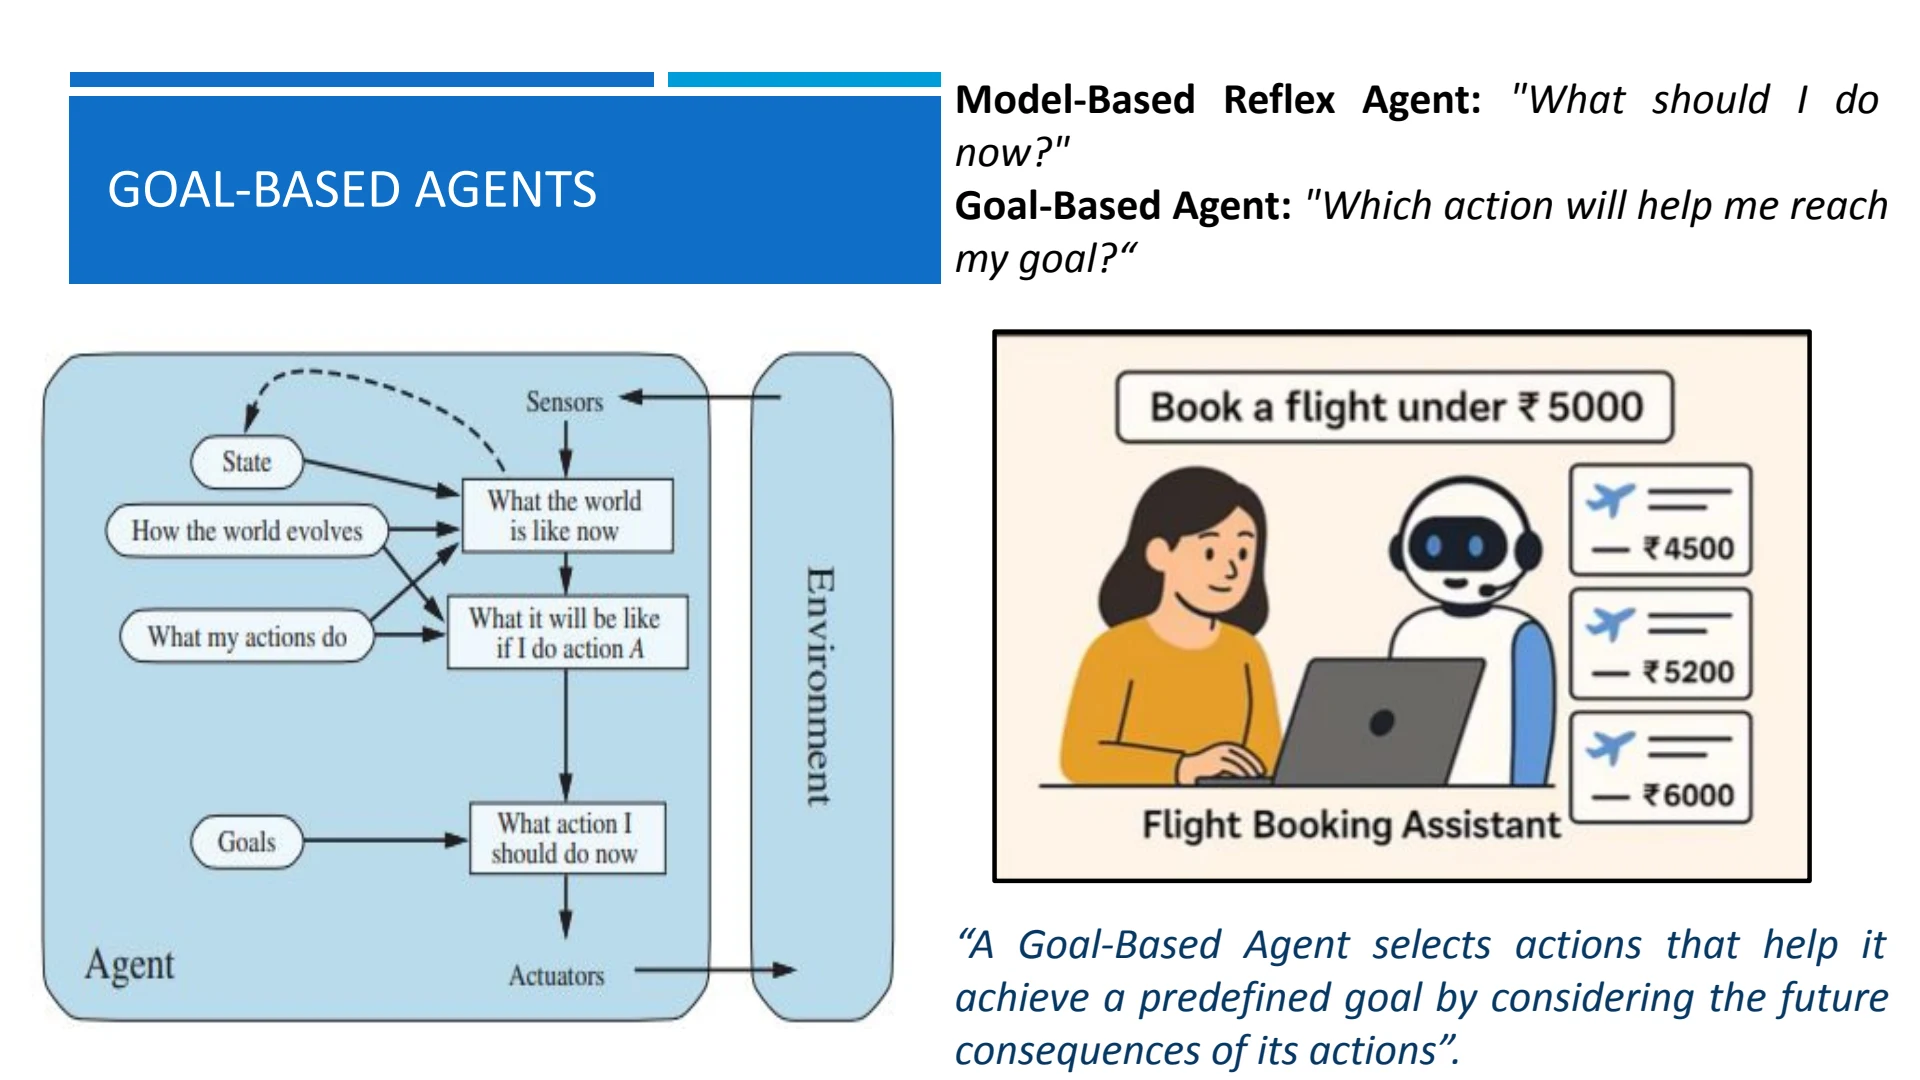 GOAL-BASED AGENTS
Model-Based Reflex Agent: "What should I do
now?"
Goal-Based Agent: "Which action will help me reach
my goal?“
Sensors
State
What the world
is like now
How the world evolves
What it will be like
if I do action A
What my actions do
Goals
What action I
should do now
Agent
Actuators
Environment
Book a flight under ₹ 5000
— ₹4500
— ₹5200
— ₹6000
Flight Booking Assistant
“A Goal-Based Agent selects actions that help it
achieve a predefined goal by considering the future
consequences of its actions”.